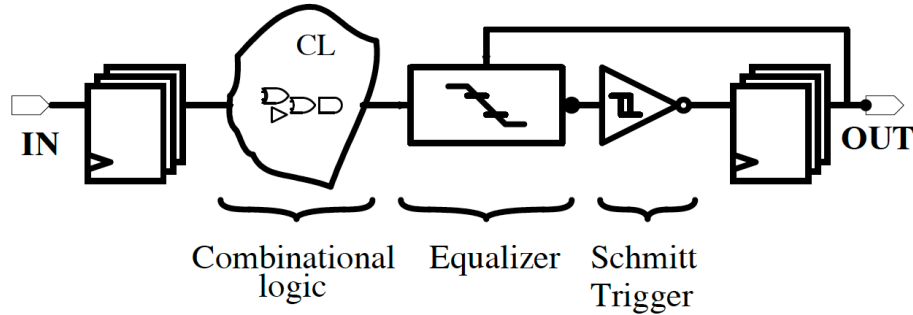 CL
IN
OUT
Combinational
logic
Equalizer
Schmitt
Trigger